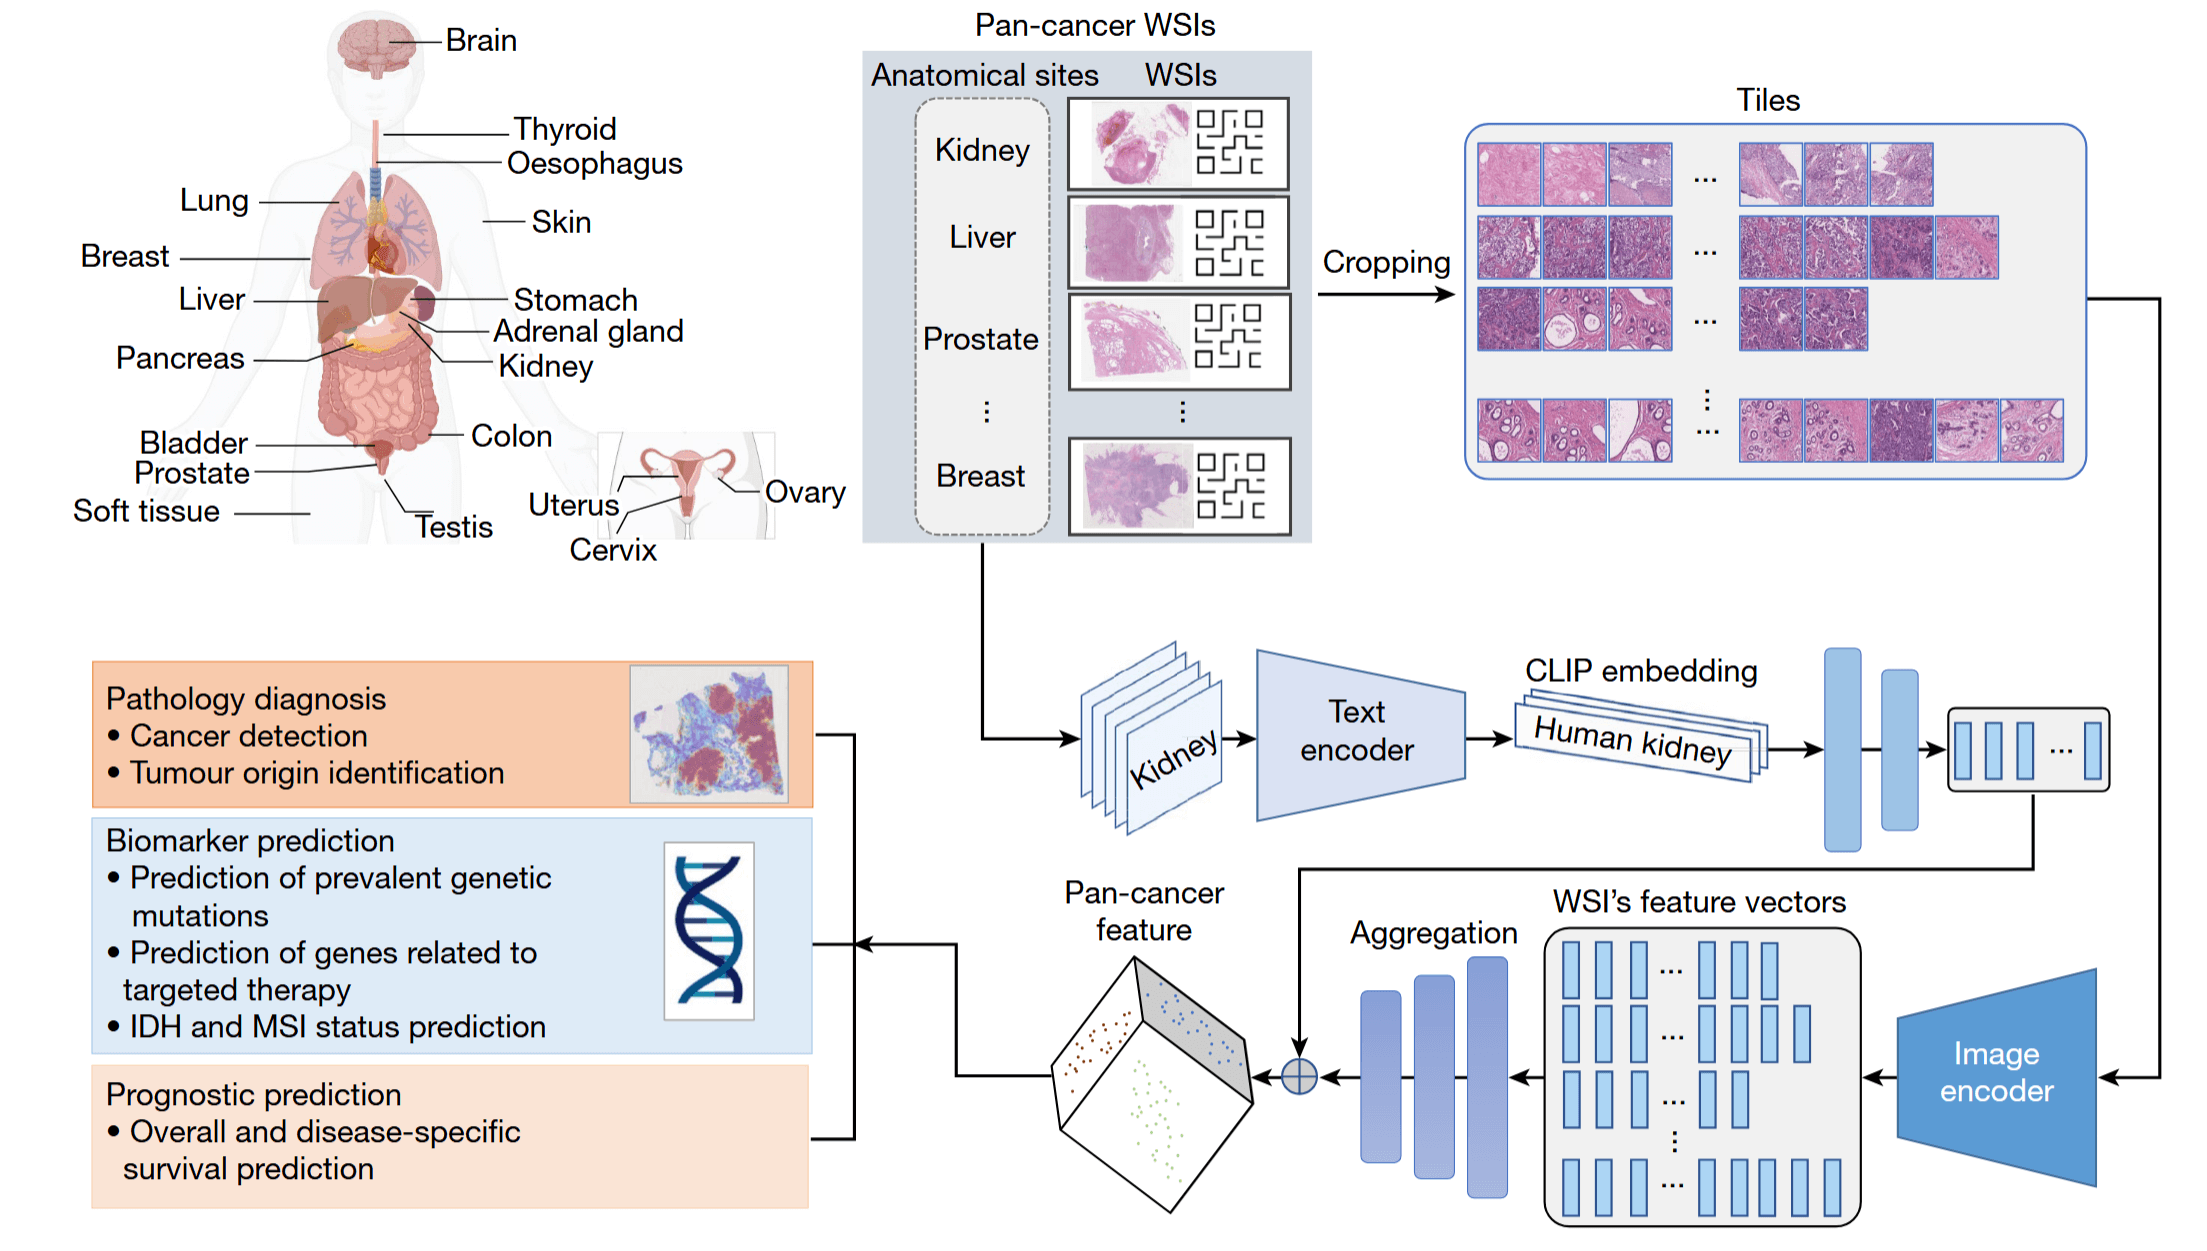 Brain
Thyroid
Oesophagus
Lung
Skin
Breast
Liver
Stomach
Adrenal gland
Pancreas
Kidney
Bladder
Colon
Prostate
Soft tissue
Testis
Uterus
Ovary
Cervix
Pan-cancer WSIs
Anatomical sites
WSIs
Kidney
Liver
Prostate
⋮
⋮
Breast
Cropping
Tiles
...
...
...
⋮
...
Kidney
Text
encoder
CLIP embedding
Human kidney
...
Image
encoder
WSI’s feature vectors
...
...
...
⋮
...
Aggregation
Pan-cancer
feature
Pathology diagnosis
• Cancer detection
• Tumour origin identification
Biomarker prediction
• Prediction of prevalent genetic
mutations
• Prediction of genes related to
targeted therapy
• IDH and MSI status prediction
Prognostic prediction
• Overall and disease-specific
survival prediction